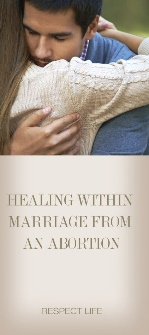 HEALING WITHIN
MARRIAGE FROM
AN ABORTION
RESPECT LIFE